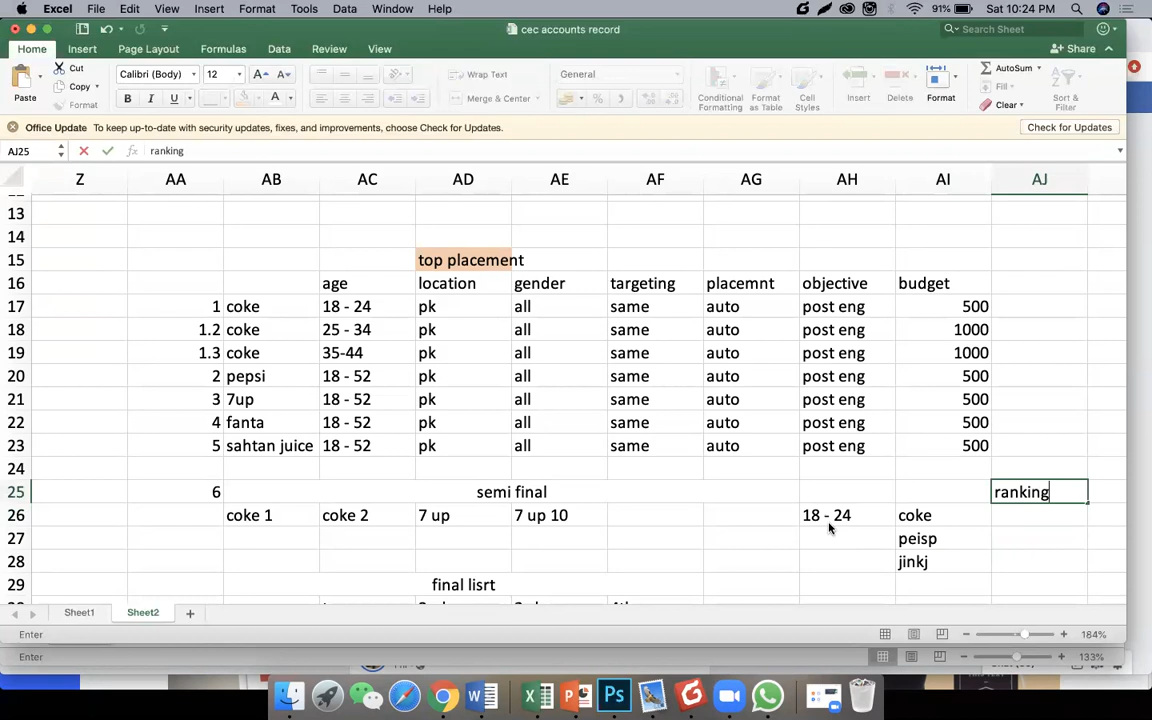 Excel File Edit View Insert Format Tools Data Window Help 91% Sat 10:24 PM
cec accounts record Search Sheet
Home Insert Page Layout Formulas Data Review View Share
Paste Cut Copy Format Calibri (Body) 12 Wrap Text General Conditional Formatting Format as Table Cell Styles Insert Delete Format AutoSum Fill Clear Sort & Filter
B I U A Merge & Center %
Office Update To keep up-to-date with security updates, fixes, and improvements, choose Check for Updates. Check for Updates
AJ25 fx ranking
Z AA AB AC AD AE AF AG AH AI AJ
13
14
15 top placement
16 age location gender targeting placemnt objective budget
17 1 coke 18 - 24 pk all same auto post eng 500
18 1.2 coke 25 - 34 pk all same auto post eng 1000
19 1.3 coke 35-44 pk all same auto post eng 1000
20 2 pepsi 18 - 52 pk all same auto post eng 500
21 3 7up 18 - 52 pk all same auto post eng 500
22 4 fanta 18 - 52 pk all same auto post eng 500
23 5 sahtan juice 18 - 52 pk all same auto post eng 500
24
25 6 semi final ranking
26 coke 1 coke 2 7 up 7 up 10 18 - 24 coke
27 peisp
28 jinkj
29 final lisrt
Sheet1 Sheet2 +
Enter 184%
Enter 133%